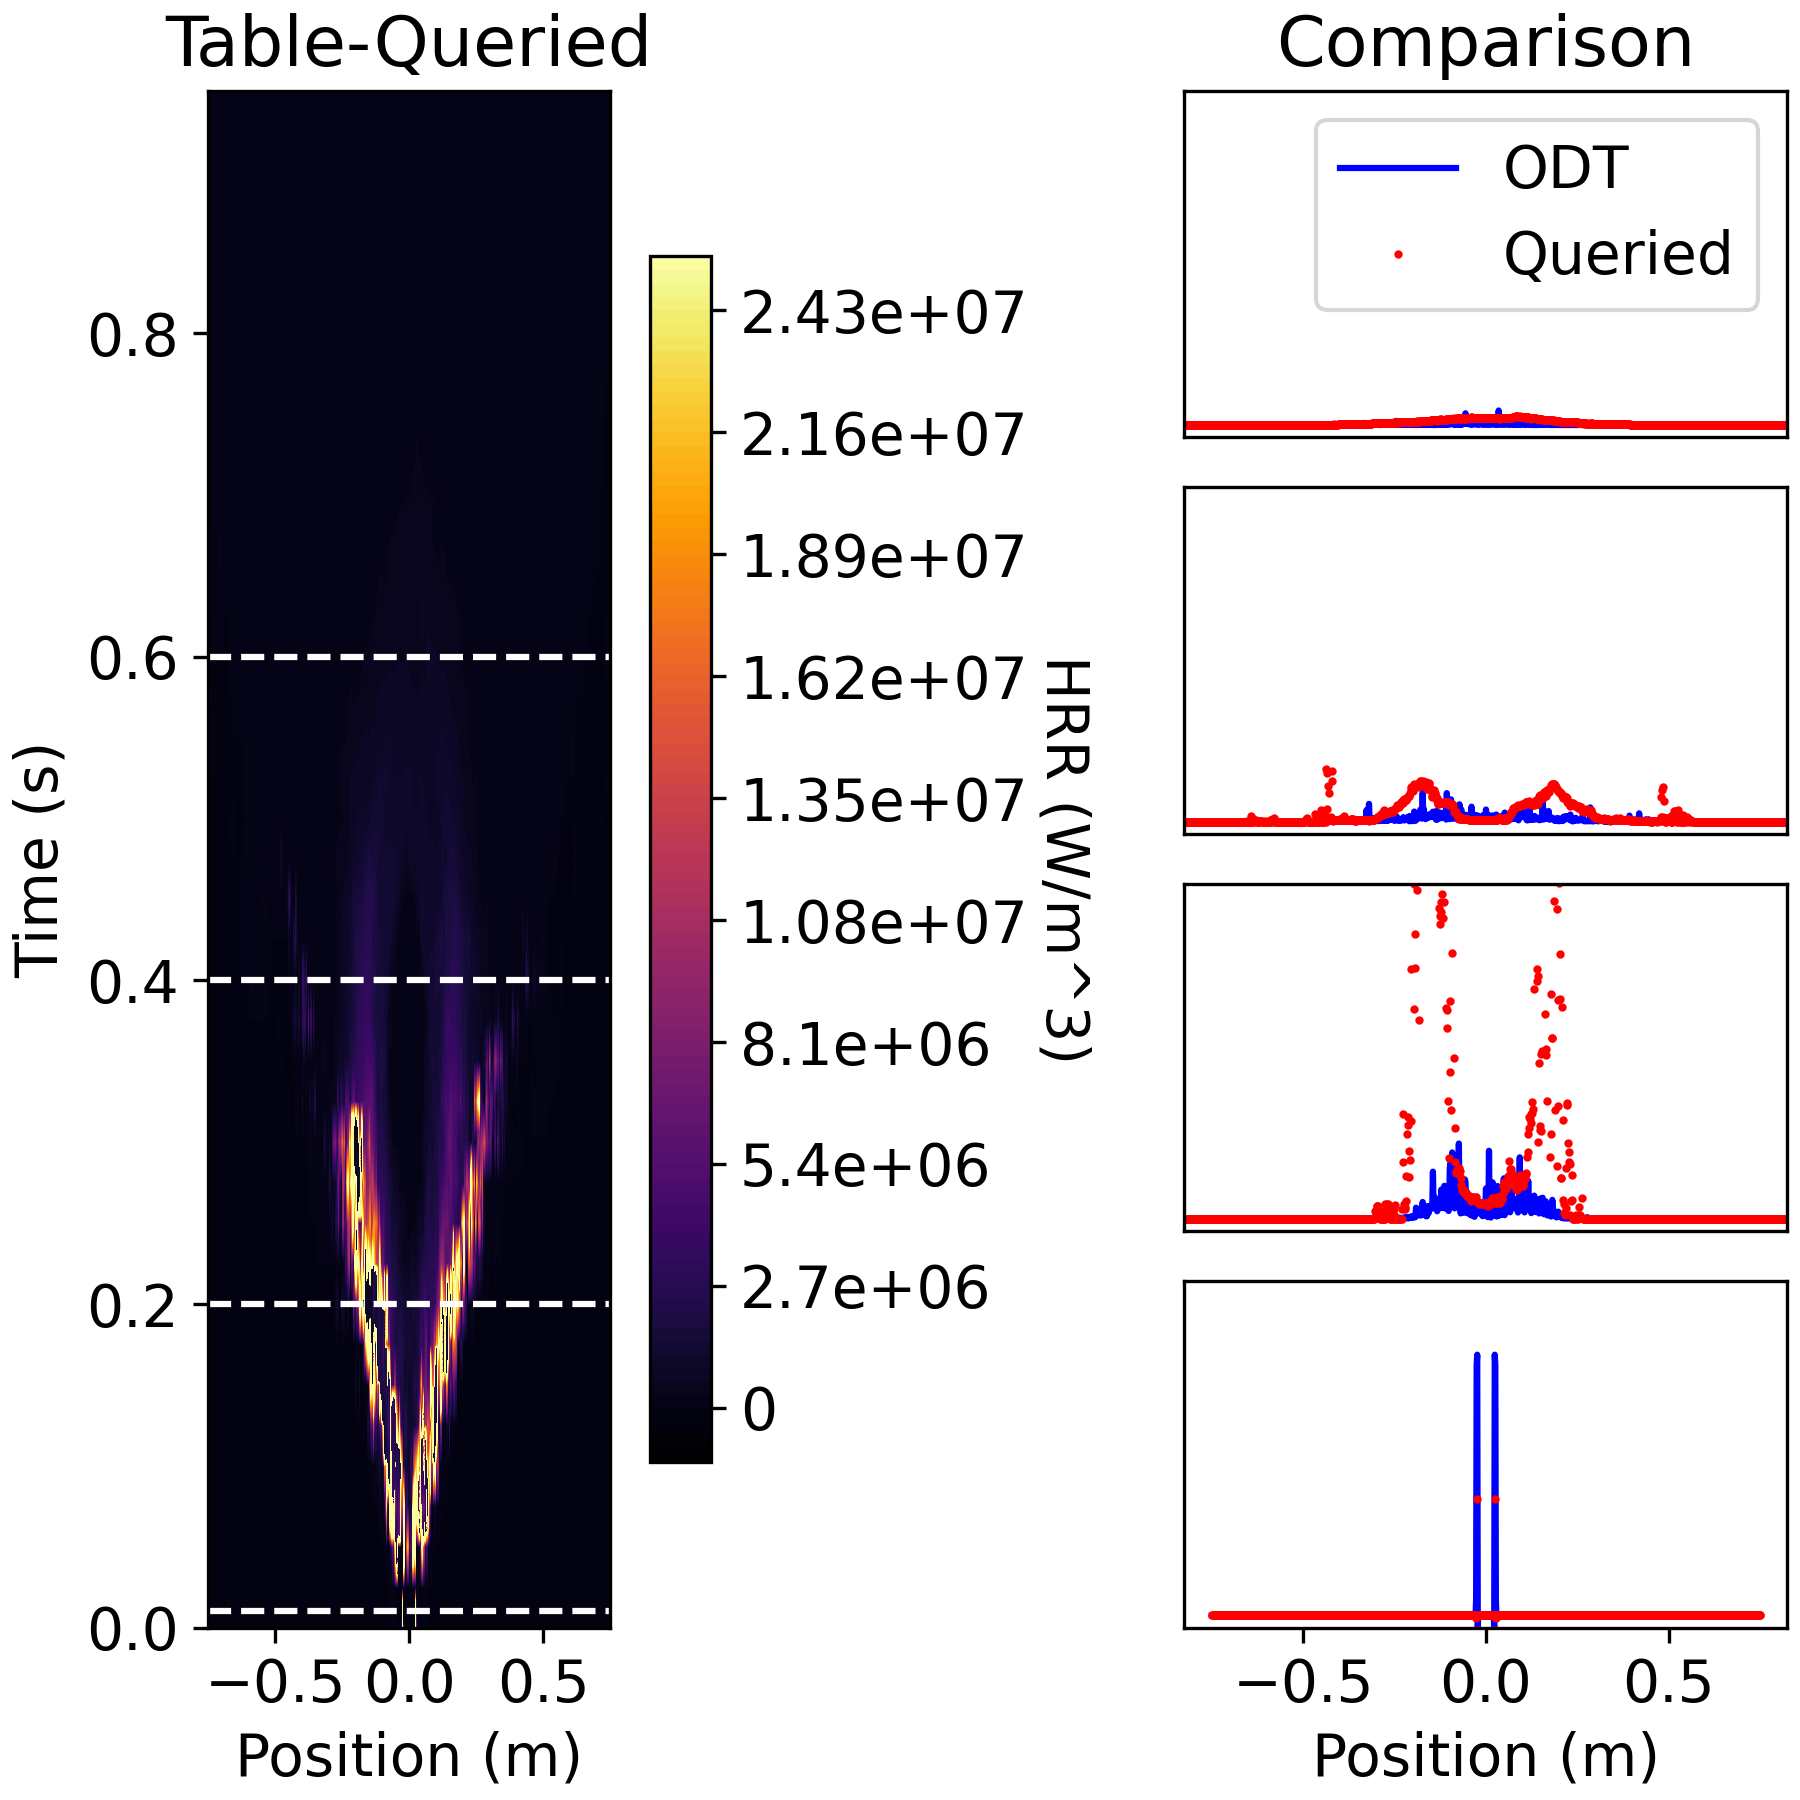 Table-Queried
Comparison
ODT
Queried
0.8
0.6
0.4
0.2
0.0
Time (s)
−0.5 0.0 0.5
Position (m)
2.43e+07
2.16e+07
1.89e+07
1.62e+07
1.35e+07
1.08e+07
8.1e+06
5.4e+06
2.7e+06
0
HRR (W/m^3)
−0.5 0.0 0.5
Position (m)